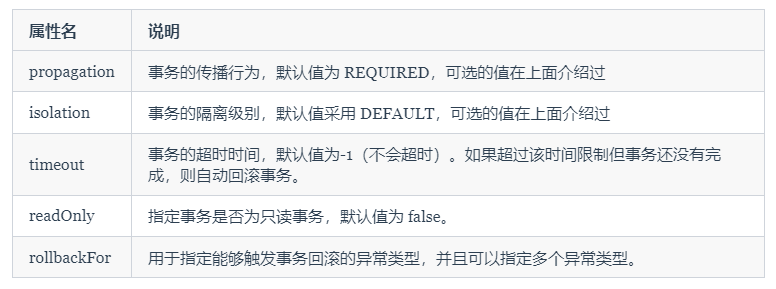 属性名 说明
propagation 事务的传播行为，默认值为 REQUIRED，可选的值在上面介绍过
isolation 事务的隔离级别，默认值采用 DEFAULT，可选的值在上面介绍过
timeout 事务的超时时间，默认值为-1（不会超时）。如果超过该时间限制但事务还没有完
成，则自动回滚事务。
readOnly 指定事务是否为只读事务，默认值为 false。
rollbackFor 用于指定能够触发事务回滚的异常类型，并且可以指定多个异常类型。